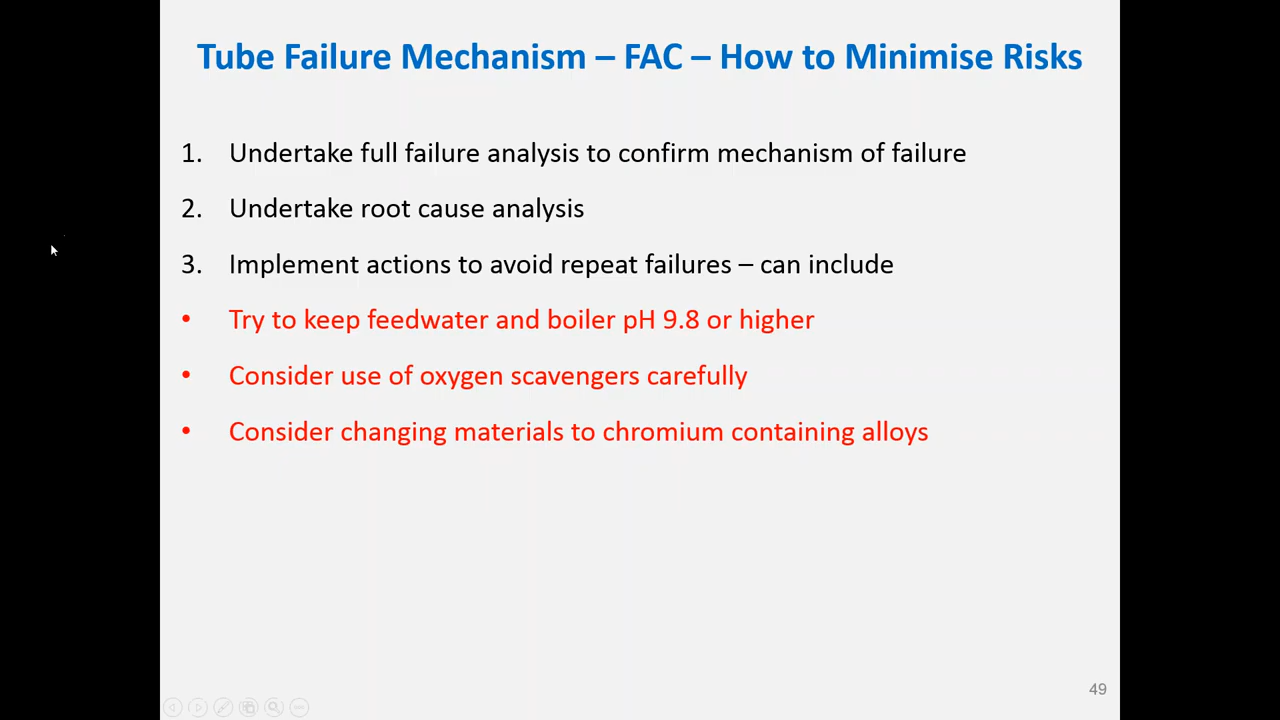 Tube Failure Mechanism – FAC – How to Minimise Risks
1. Undertake full failure analysis to confirm mechanism of failure
2. Undertake root cause analysis
3. Implement actions to avoid repeat failures – can include
• Try to keep feedwater and boiler pH 9.8 or higher
• Consider use of oxygen scavengers carefully
• Consider changing materials to chromium containing alloys
49